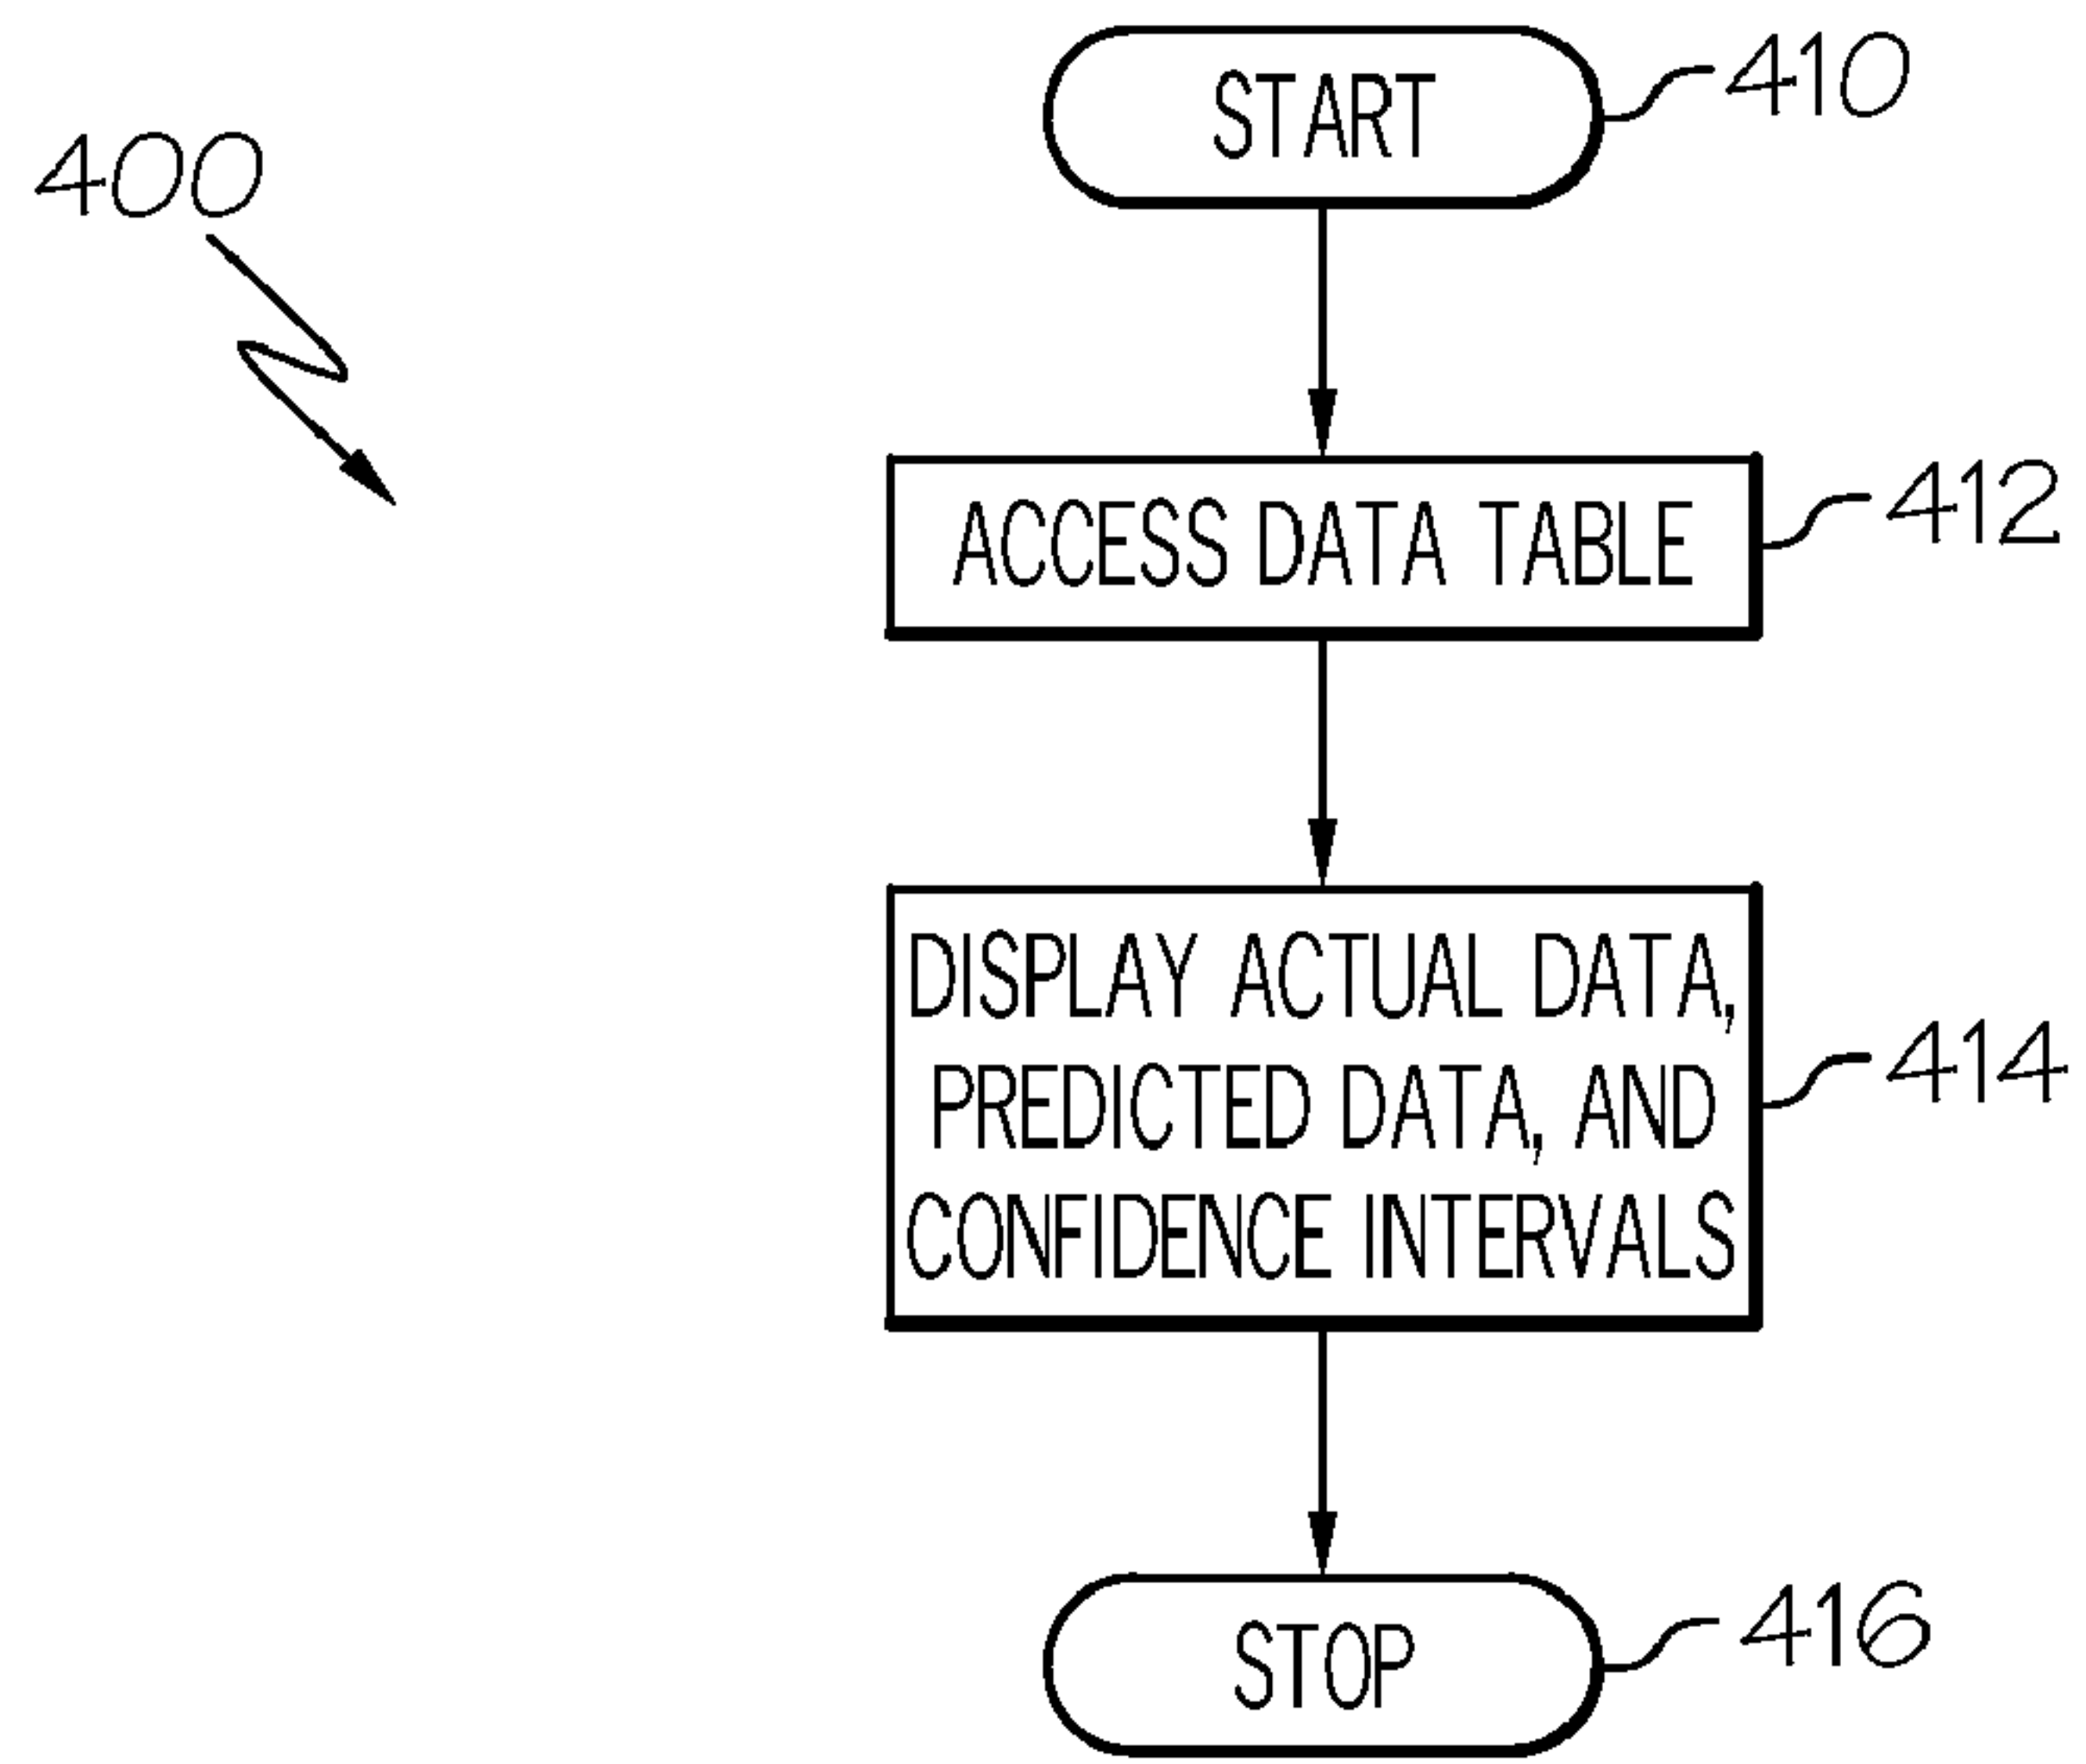 400
START
410
ACCESS DATA TABLE
412
DISPLAY ACTUAL DATA,
PREDICTED DATA, AND
CONFIDENCE INTERVALS
414
STOP
416